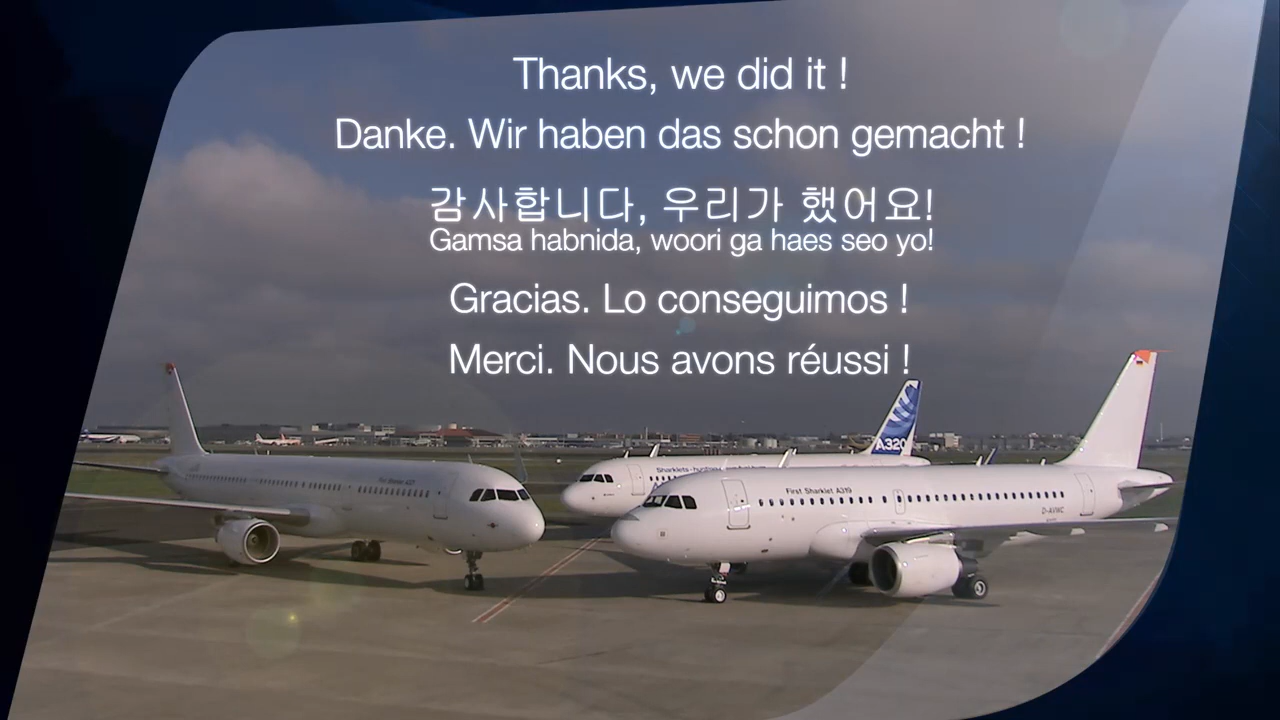 Thanks, we did it !
Danke. Wir haben das schon gemacht !
감사합니다, 우리가 했어요!
Gamsa habnida, woori ga haes seo yo!
Gracias. Lo conseguimos !
Merci. Nous avons réussi !
A320
First Sharklet A319